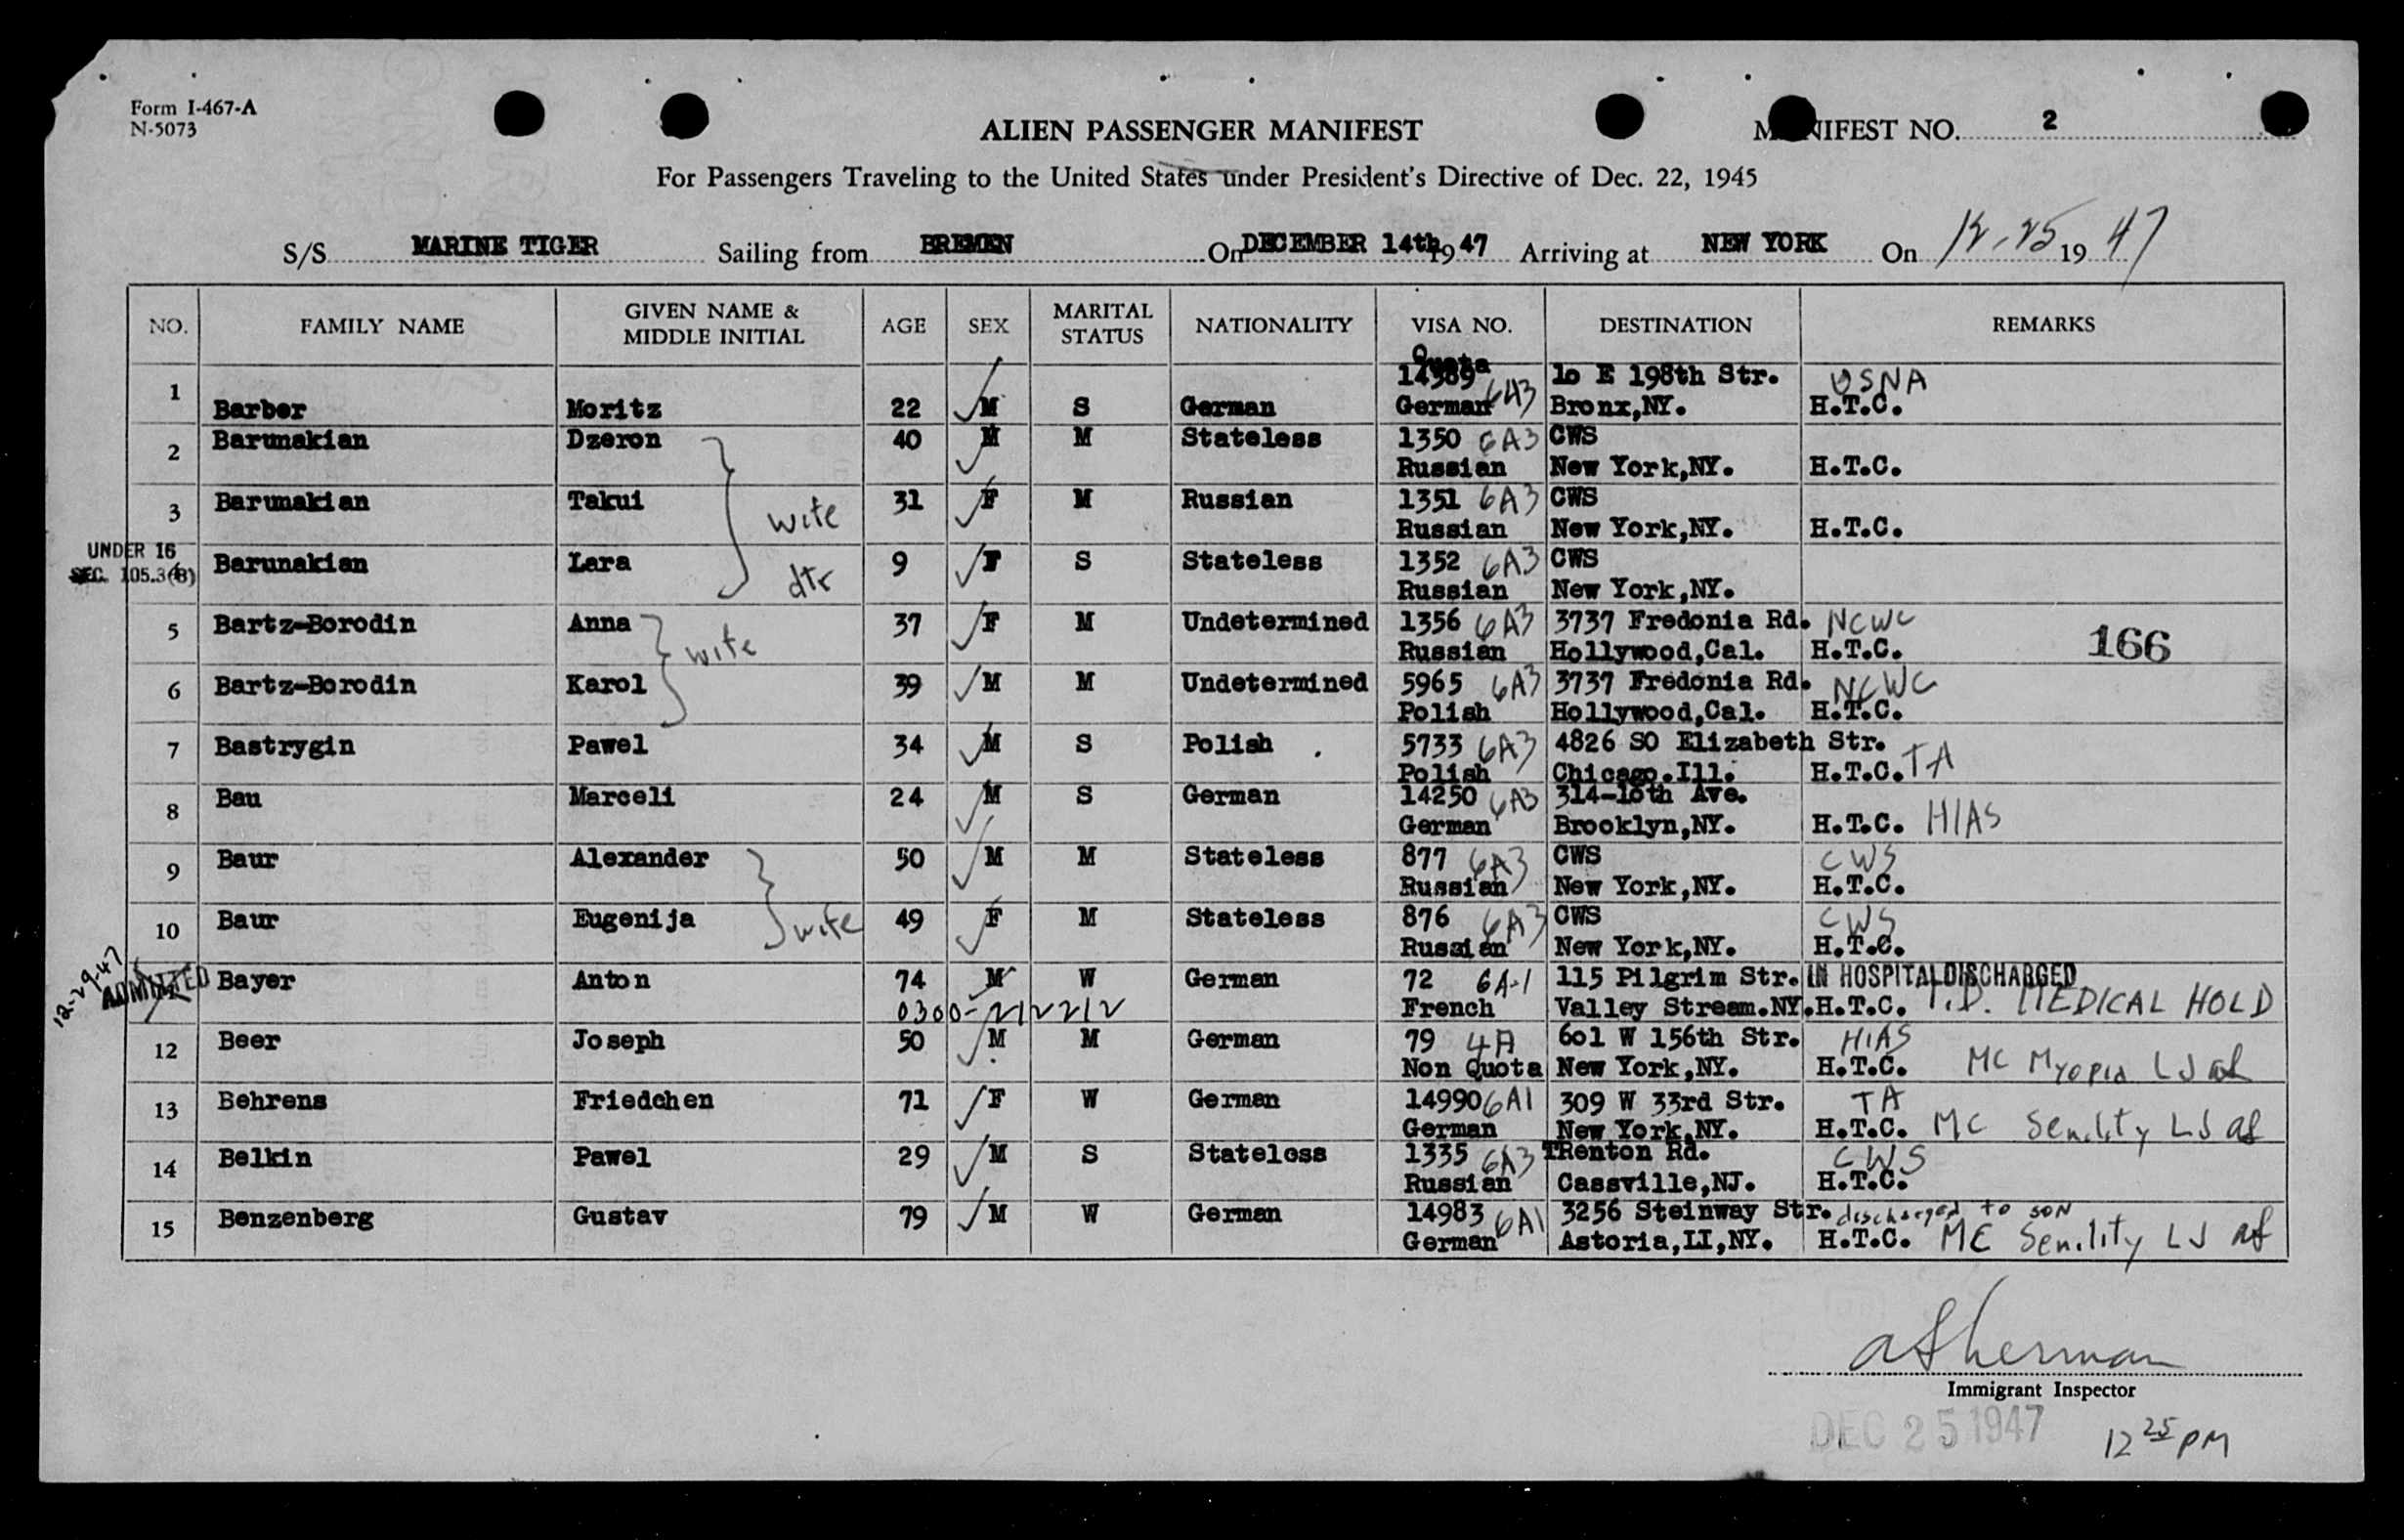 Form I-467-A
N-5073
ALIEN PASSENGER MANIFEST
MANIFEST NO. 2
For Passengers Traveling to the United States under President's Directive of Dec. 22, 1945
S/S MARINE TIGER Sailing from BREMEN On DECEMBER 14th 1947 Arriving at NEW YORK On 12-25 1947
NO. FAMILY NAME GIVEN NAME & MIDDLE INITIAL AGE SEX MARITAL STATUS NATIONALITY VISA NO. DESTINATION REMARKS
Quota
1 14389 6A3 10 E 198th Str. USNA
Barber Moritz 22 M S German German Bronx,NY. H.T.C.
2 Barunakian Dzeron 40 M M Stateless 1350 6A3 CWS
Russian New York,NY. H.T.C.
3 Barunakian Takui wife 31 F M Russian 1351 6A3 CWS
Russian New York,NY. H.T.C.
UNDER 16
SEC. 105.3(B) Barunakian Lara dtr 9 F S Stateless 1352 6A3 CWS
Russian New York,NY.
5 Bartz-Borodin Anna wife 37 F M Undetermined 1356 6A3 3737 Fredonia Rd. NCWC
Russian Hollywood,Cal. H.T.C. 166
6 Bartz-Borodin Karol 39 M M Undetermined 5965 6A3 3737 Fredonia Rd. NCWC
Polish Hollywood,Cal. H.T.C.
7 Bastrygin Pawel 34 M S Polish 5733 6A3 4826 SO Elizabeth Str.
Polish Chicago.Ill. H.T.C. TA
8 Bau Marceli 24 M S German 14250 6A3 314-16th Ave.
German Brooklyn,NY. H.T.C. HIAS
9 Baur Alexander 50 M M Stateless 877 6A3 CWS CWS
Russian New York,NY. H.T.C.
10 Baur Eugenija wife 49 F M Stateless 876 6A3 CWS CWS
Russian New York,NY. H.T.C.
12-29-47 ADMITTED Bayer Anton 74 M W German 72 6A-1 115 Pilgrim Str. IN HOSPITAL DISCHARGED
0300-212212 French Valley Stream.NY. H.T.C. T.D. MEDICAL HOLD
12 Beer Joseph 50 M M German 79 4A 601 W 156th Str. HIAS
Non Quota New York,NY. H.T.C. MC Myopia LJ af
13 Behrens Friedchen 71 F W German 14990 6A1 309 W 33rd Str. TA
German New York,NY. H.T.C. MC Senility LJ af
14 Belkin Pawel 29 M S Stateless 1335 6A3 TRenton Rd. CWS
Russian Cassville,NJ. H.T.C.
15 Benzenberg Gustav 79 M W German 14983 6A1 3256 Steinway Str. discharged to son
German Astoria,LI,NY. H.T.C. MC Senility LJ af
A Sherman
Immigrant Inspector
DEC 25 1947
12 25 PM